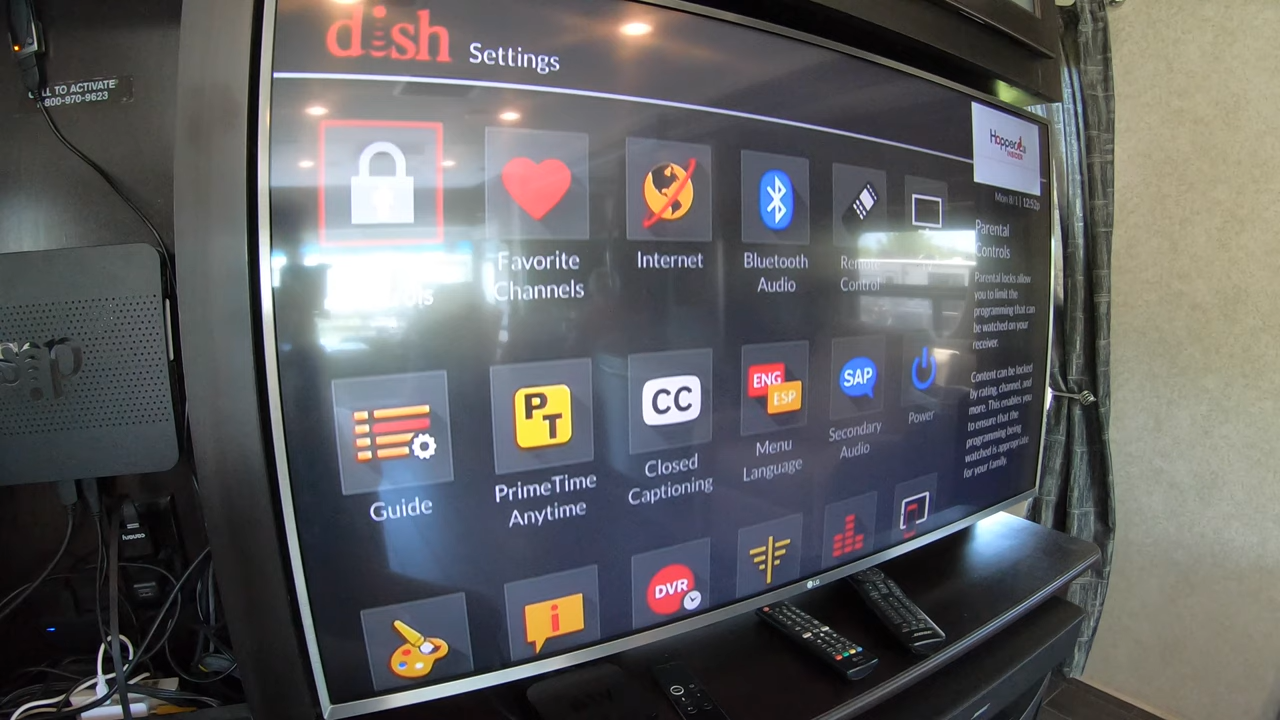 dish Settings
TO ACTIVATE
800-970-9623
Hopper
INSIDER
Mon 8/1 | 12:52p
Favorite
Channels
Internet
Bluetooth
Audio
Remote
Control
Parental
Controls
Parental locks allow
you to limit the
programming that can
be watched on your
receiver.
Content can be locked
by rating, channel, and
more. This enables you
to ensure that the
programming being
watched is appropriate
for your family.
Guide
PT
PrimeTime
Anytime
CC
Closed
Captioning
ENG
ESP
Menu
Language
SAP
Secondary
Audio
Power
DVR
LG